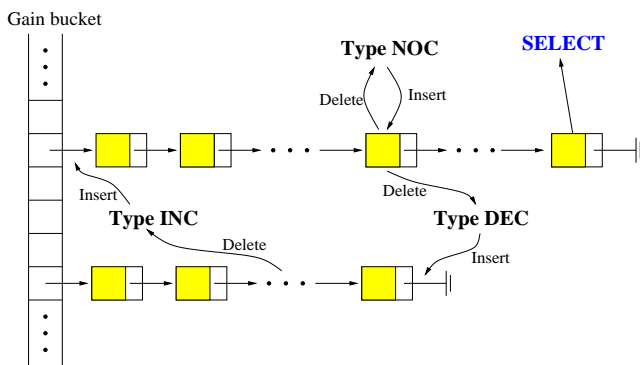 Gain bucket
Type NOC
SELECT
Delete
Insert
Insert
Delete
Type INC
Type DEC
Delete
Insert